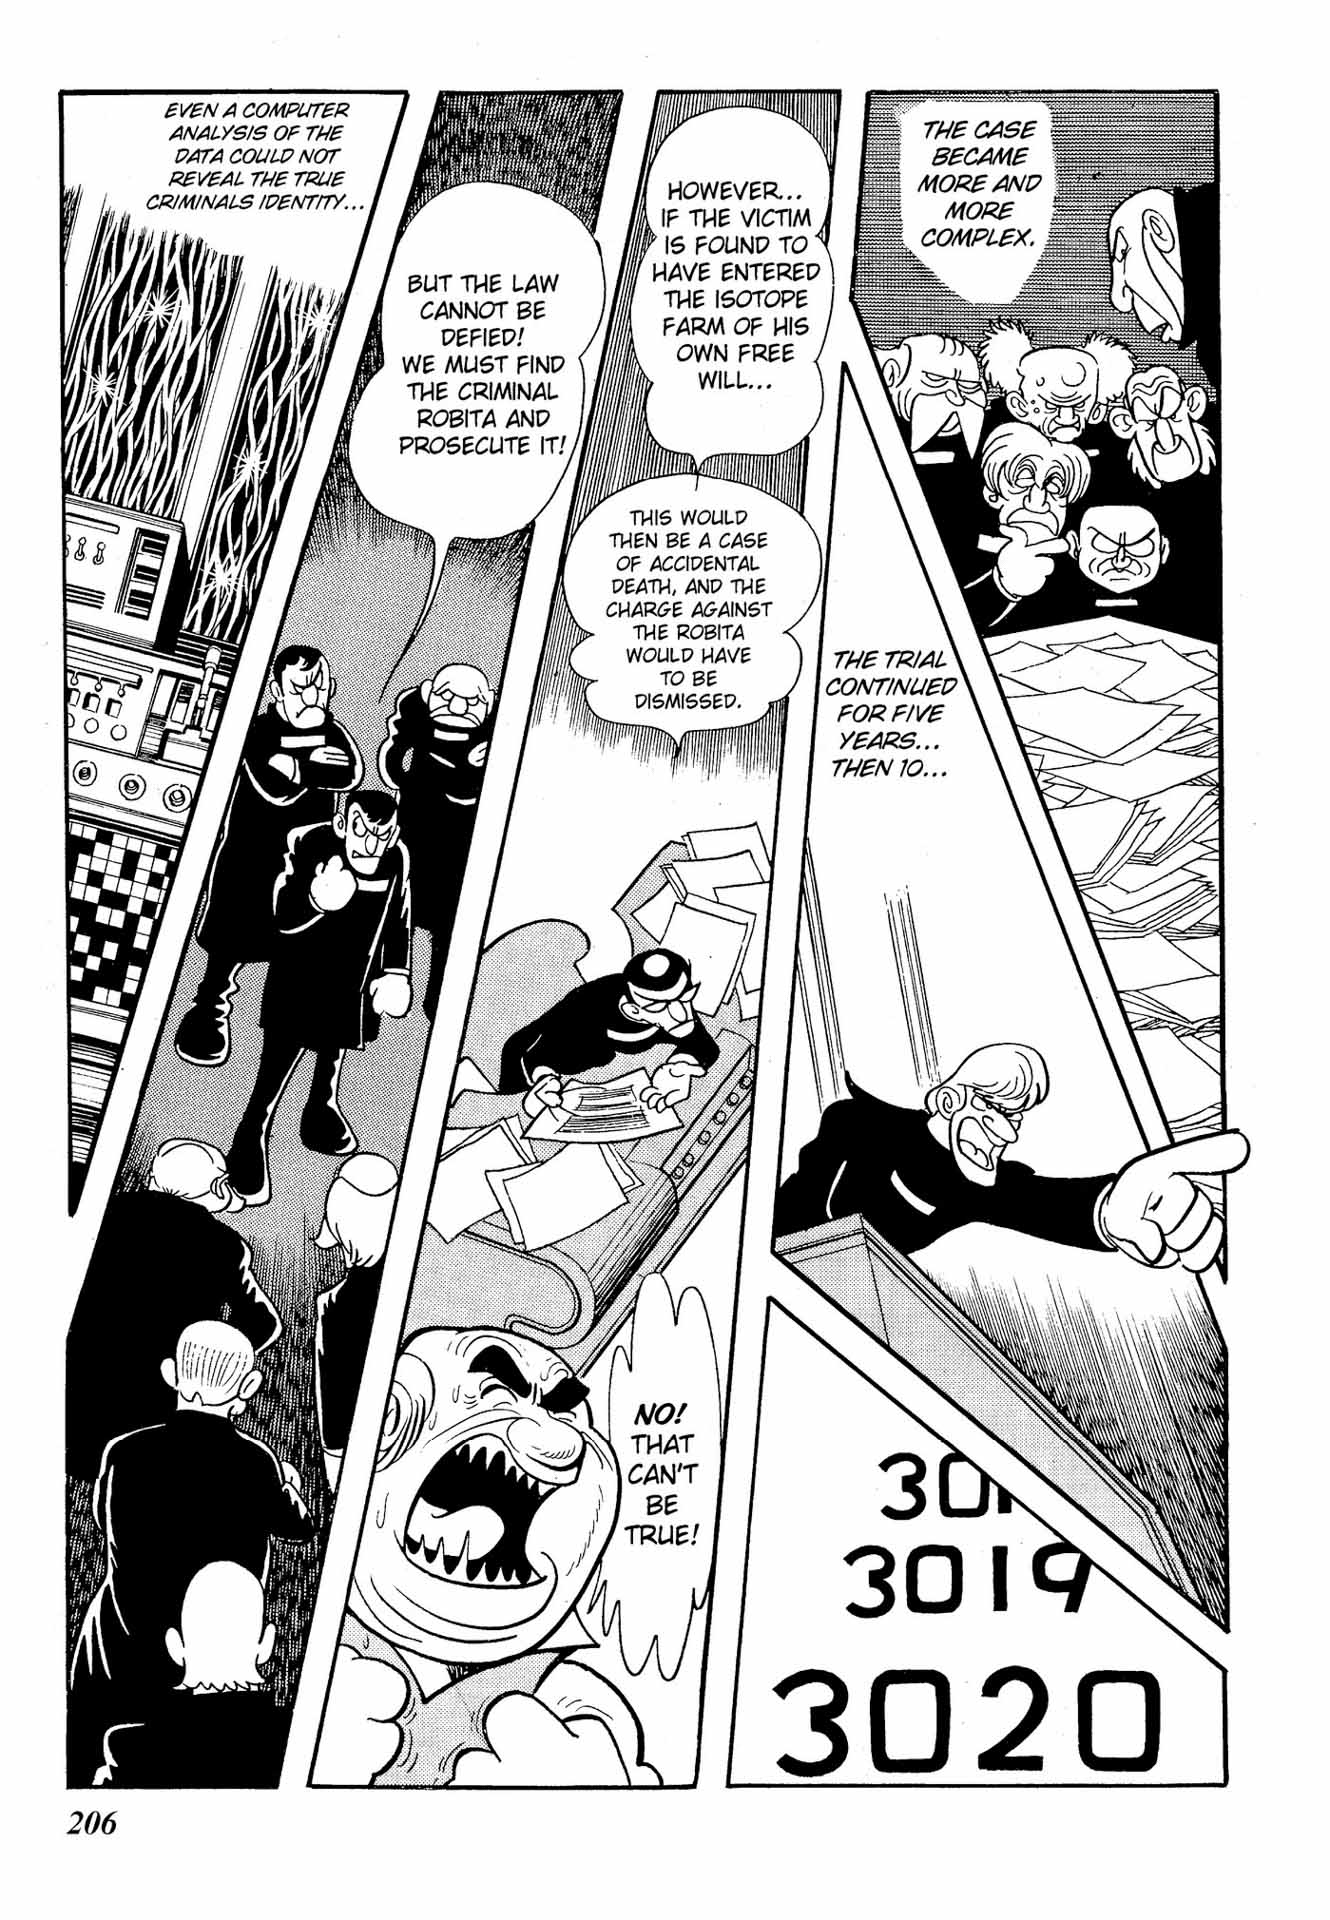 EVEN A COMPUTER
ANALYSIS OF THE
DATA COULD NOT
REVEAL THE TRUE
CRIMINALS IDENTITY...
BUT THE LAW
CANNOT BE
DEFIED!
WE MUST FIND
THE CRIMINAL
ROBITA AND
PROSECUTE IT!
HOWEVER...
IF THE VICTIM
IS FOUND TO
HAVE ENTERED
THE ISOTOPE
FARM OF HIS
OWN FREE
WILL...
THIS WOULD
THEN BE A CASE
OF ACCIDENTAL
DEATH, AND THE
CHARGE AGAINST
THE ROBITA
WOULD HAVE
TO BE
DISMISSED.
NO!
THAT
CAN'T
BE
TRUE!
THE CASE
BECAME
MORE AND
MORE
COMPLEX.
THE TRIAL
CONTINUED
FOR FIVE
YEARS...
THEN 10...
3019
3020
206